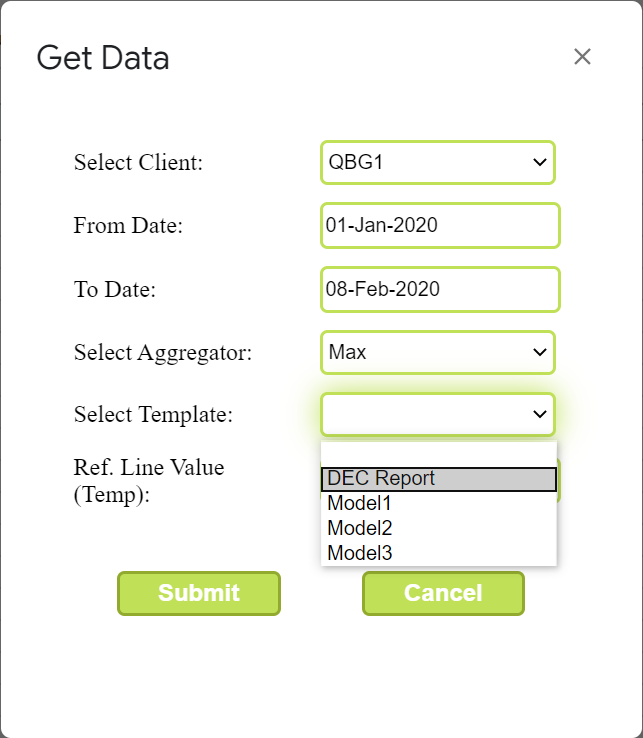 Get Data
Select Client: QBG1
From Date: 01-Jan-2020
To Date: 08-Feb-2020
Select Aggregator: Max
Select Template:
Ref. Line Value
(Temp):
DEC Report
Model1
Model2
Model3
Submit Cancel